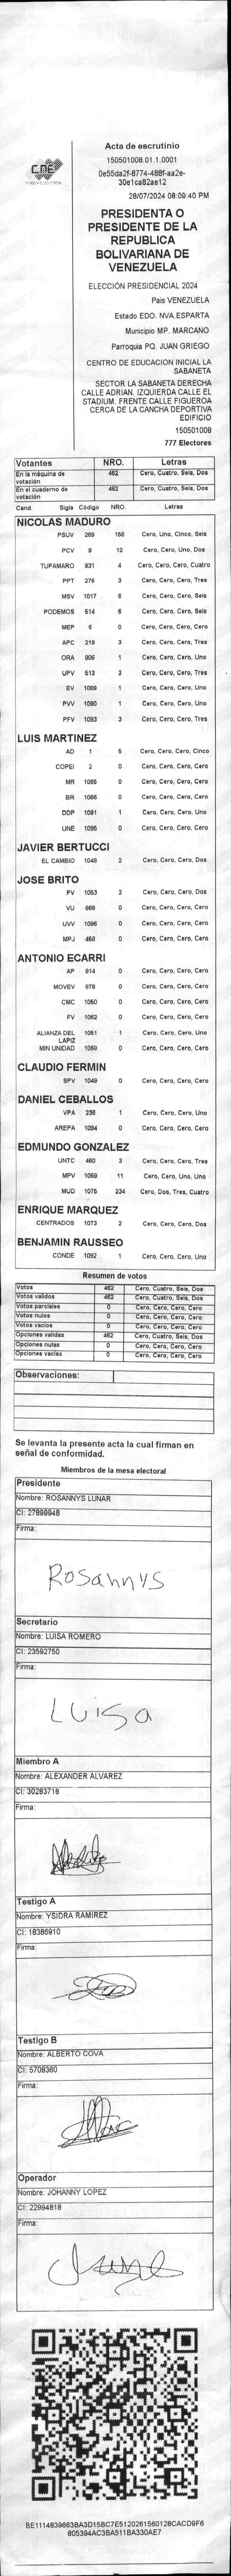 CNE
Acta de escrutinio
150501008.01.1.0001
0e55da2f-8774-488f-aa2e-
30e1ca82ae12
28/07/2024 08:09:40 PM
PRESIDENTA O
PRESIDENTE DE LA
REPUBLICA
BOLIVARIANA DE
VENEZUELA
ELECCIÓN PRESIDENCIAL 2024
Pais VENEZUELA
Estado EDO. NVA.ESPARTA
Municipio MP. MARCANO
Parroquia PQ. JUAN GRIEGO
CENTRO DE EDUCACION INICIAL LA
SABANETA
SECTOR LA SABANETA DERECHA
CALLE ADRIAN. IZQUIERDA CALLE EL
STADIUM. FRENTE CALLE FIGUEROA
CERCA DE LA CANCHA DEPORTIVA
EDIFICIO
150501008
777 Electores
Votantes NRO. Letras
En la máquina de votación 462 Cero, Cuatro, Seis, Dos
En el cuaderno de votación 462 Cero, Cuatro, Seis, Dos
Cand. Sigla Código NRO. Letras
NICOLAS MADURO
PSUV 269 156 Cero, Uno, Cinco, Seis
PCV 9 12 Cero, Cero, Uno, Dos
TUPAMARO 931 4 Cero, Cero, Cero, Cuatro
PPT 276 3 Cero, Cero, Cero, Tres
MSV 1017 6 Cero, Cero, Cero, Seis
PODEMOS 514 6 Cero, Cero, Cero, Seis
MEP 6 0 Cero, Cero, Cero, Cero
APC 219 3 Cero, Cero, Cero, Tres
ORA 906 1 Cero, Cero, Cero, Uno
UPV 513 3 Cero, Cero, Cero, Tres
EV 1089 1 Cero, Cero, Cero, Uno
PVV 1090 1 Cero, Cero, Cero, Uno
PFV 1093 3 Cero, Cero, Cero, Tres
LUIS MARTINEZ
AD 1 5 Cero, Cero, Cero, Cinco
COPEI 2 0 Cero, Cero, Cero, Cero
MR 1055 0 Cero, Cero, Cero, Cero
BR 1066 0 Cero, Cero, Cero, Cero
DDP 1091 1 Cero, Cero, Cero, Uno
UNE 1095 0 Cero, Cero, Cero, Cero
JAVIER BERTUCCI
EL CAMBIO 1048 2 Cero, Cero, Cero, Dos
JOSE BRITO
PV 1053 2 Cero, Cero, Cero, Dos
VU 868 0 Cero, Cero, Cero, Cero
UVV 1096 0 Cero, Cero, Cero, Cero
MPJ 458 0 Cero, Cero, Cero, Cero
ANTONIO ECARRI
AP 814 0 Cero, Cero, Cero, Cero
MOVEV 878 0 Cero, Cero, Cero, Cero
CMC 1050 0 Cero, Cero, Cero, Cero
FV 1062 0 Cero, Cero, Cero, Cero
ALIANZA DEL LAPIZ 1051 1 Cero, Cero, Cero, Uno
MIN UNIDAD 1068 0 Cero, Cero, Cero, Cero
CLAUDIO FERMIN
SPV 1049 0 Cero, Cero, Cero, Cero
DANIEL CEBALLOS
VPA 236 1 Cero, Cero, Cero, Uno
AREPA 1094 0 Cero, Cero, Cero, Cero
EDMUNDO GONZALEZ
UNTC 460 3 Cero, Cero, Cero, Tres
MPV 1069 11 Cero, Cero, Uno, Uno
MUD 1075 234 Cero, Dos, Tres, Cuatro
ENRIQUE MARQUEZ
CENTRADOS 1073 2 Cero, Cero, Cero, Dos
BENJAMIN RAUSSEO
CONDE 1092 1 Cero, Cero, Cero, Uno
Resumen de votos
Votos 462 Cero, Cuatro, Seis, Dos
Votos validos 462 Cero, Cuatro, Seis, Dos
Votos parciales 0 Cero, Cero, Cero, Cero
Votos nulos 0 Cero, Cero, Cero, Cero
Votos vacios 0 Cero, Cero, Cero, Cero
Opciones validas 462 Cero, Cuatro, Seis, Dos
Opciones nulas 0 Cero, Cero, Cero, Cero
Opciones vacias 0 Cero, Cero, Cero, Cero
Observaciones:
Se levanta la presente acta la cual firman en
señal de conformidad.
Miembros de la mesa electoral
Presidente
Nombre: ROSANNYS LUNAR
CI: 27899948
Firma:
Rosannys
Secretario
Nombre: LUISA ROMERO
CI: 23592750
Firma:
Luisa
Miembro A
Nombre: ALEXANDER ALVAREZ
CI: 30283718
Firma:
Testigo A
Nombre: YSIDRA RAMIREZ
CI: 18386910
Firma:
Testigo B
Nombre: ALBERTO COVA
CI: 5708360
Firma:
Operador
Nombre: JOHANNY LOPEZ
CI: 22994818
Firma:
BE1114839663BA3D15BC7E5120261560128CACD9F6
805394AC3BA511BA330AE7